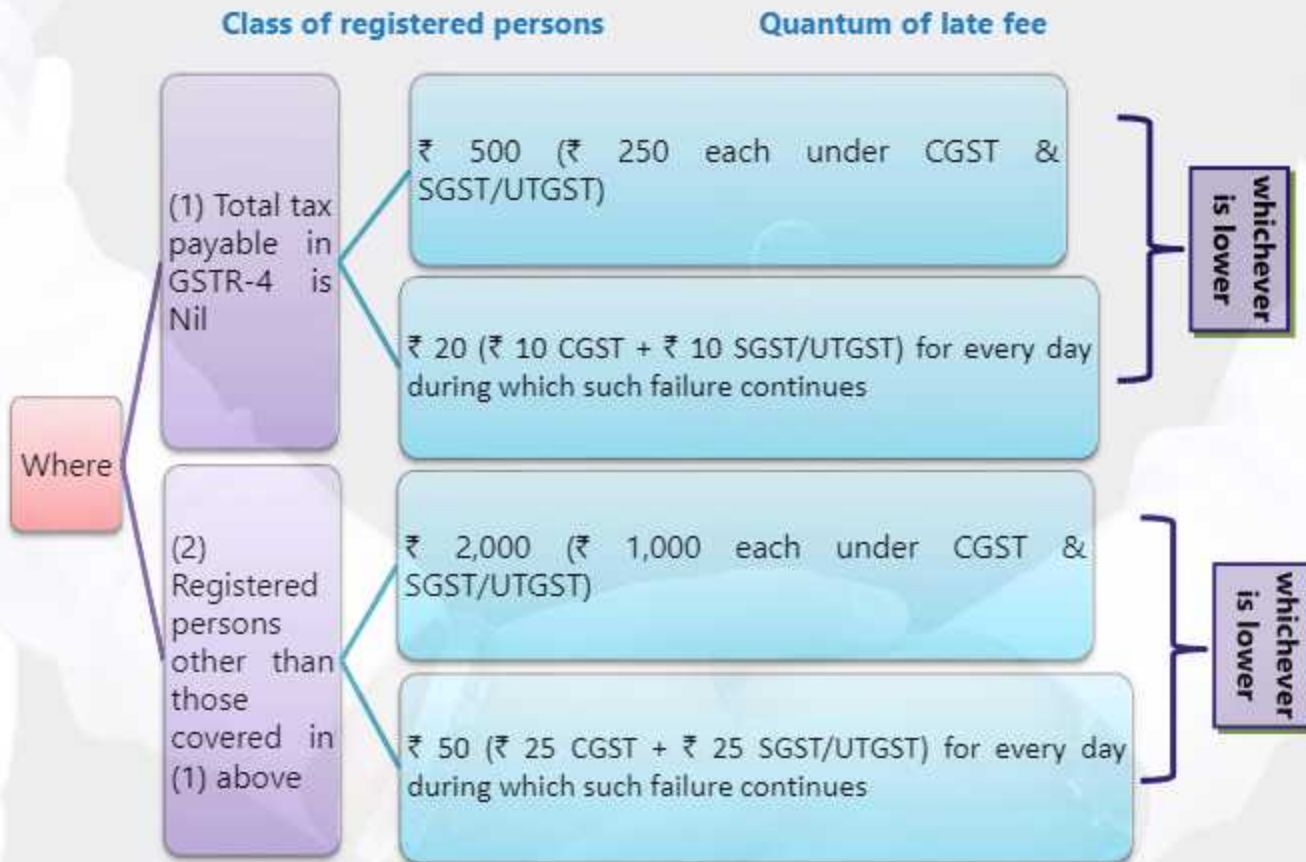 Class of registered persons
Quantum of late fee
Where
(1) Total tax
payable in
GSTR-4 is
Nil
₹ 500 (₹ 250 each under CGST &
SGST/UTGST)
₹ 20 (₹ 10 CGST + ₹ 10 SGST/UTGST) for every day
during which such failure continues
whichever
is lower
(2)
Registered
persons
other than
those
covered in
(1) above
₹ 2,000 (₹ 1,000 each under CGST &
SGST/UTGST)
₹ 50 (₹ 25 CGST + ₹ 25 SGST/UTGST) for every day
during which such failure continues
whichever
is lower